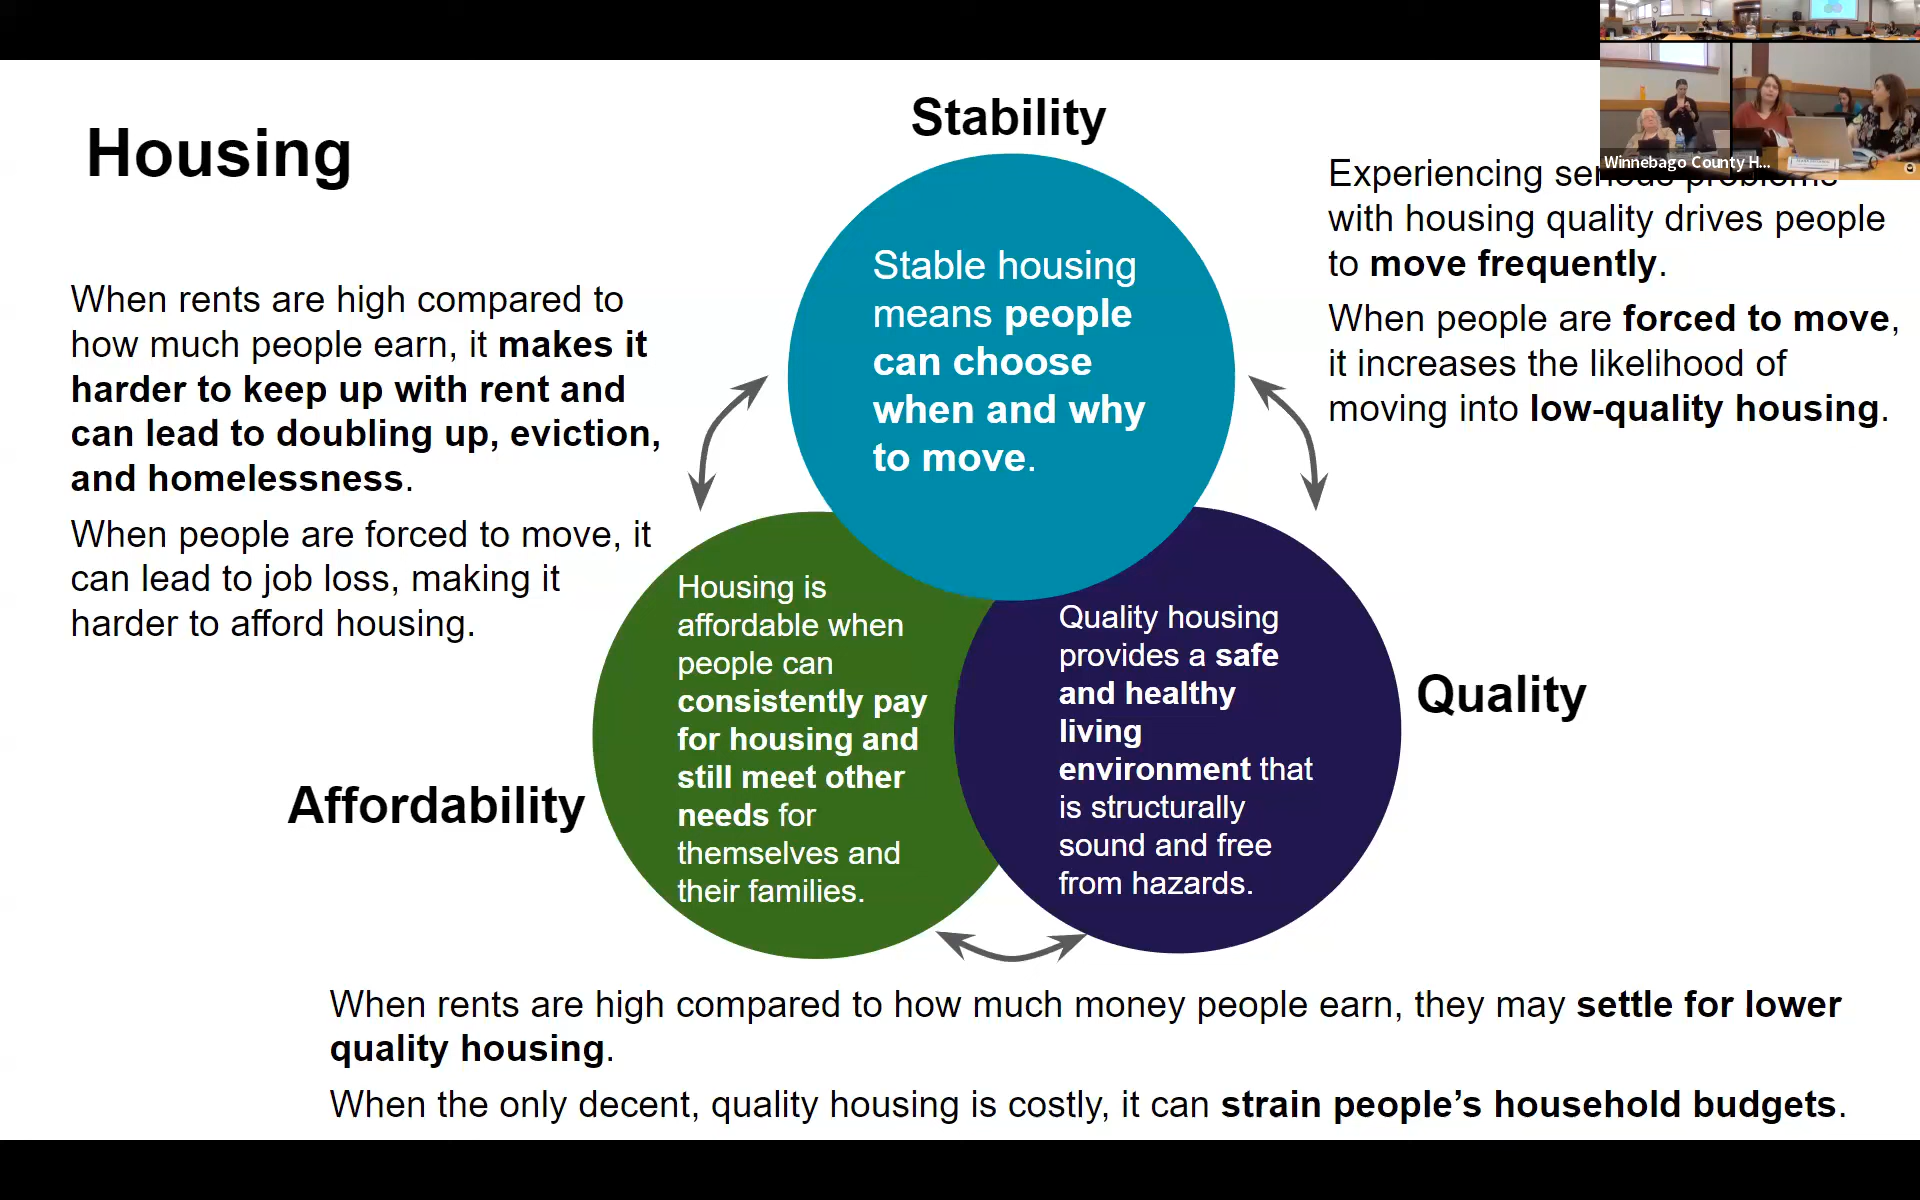 Housing
Stability
Winnebago County H...
When rents are high compared to
how much people earn, it makes it
harder to keep up with rent and
can lead to doubling up, eviction,
and homelessness.
When people are forced to move, it
can lead to job loss, making it
harder to afford housing.
Stable housing
means people
can choose
when and why
to move.
Experiencing serious problems
with housing quality drives people
to move frequently.
When people are forced to move,
it increases the likelihood of
moving into low-quality housing.
Affordability
Housing is
affordable when
people can
consistently pay
for housing and
still meet other
needs for
themselves and
their families.
Quality housing
provides a safe
and healthy
living
environment that
is structurally
sound and free
from hazards.
Quality
When rents are high compared to how much money people earn, they may settle for lower
quality housing.
When the only decent, quality housing is costly, it can strain people’s household budgets.